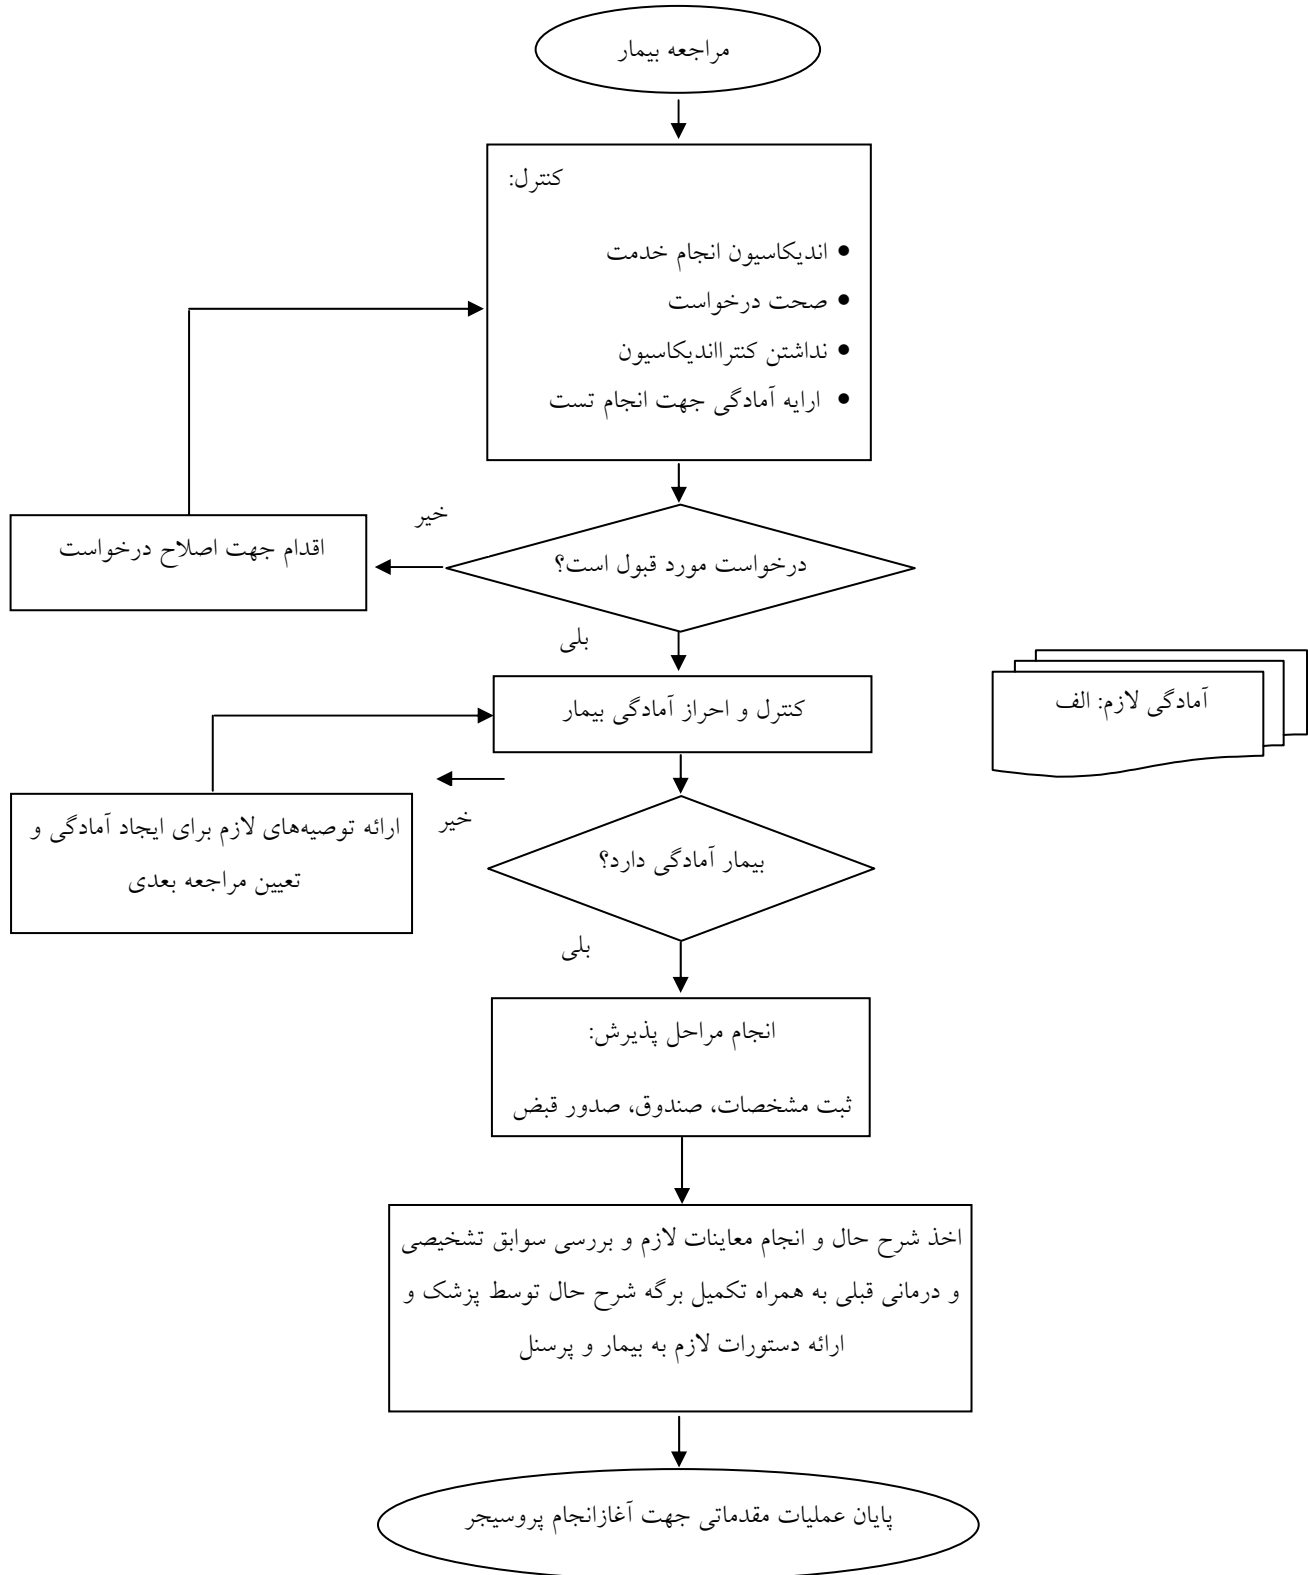 مراجعه بیمار
کنترل:
● اندیکاسیون انجام خدمت
● صحت درخواست
● نداشتن کنترااندیکاسیون
● ارایه آمادگی جهت انجام تست
خیر
درخواست مورد قبول است؟
اقدام جهت اصلاح درخواست
بلی
کنترل و احراز آمادگی بیمار
آمادگی لازم: الف
خیر
ارائه توصیه‌های لازم برای ایجاد آمادگی و
تعیین مراجعه بعدی
بیمار آمادگی دارد؟
بلی
انجام مراحل پذیرش:
ثبت مشخصات، صندوق، صدور قبض
اخذ شرح حال و انجام معاینات لازم و بررسی سوابق تشخیصی
و درمانی قبلی به همراه تکمیل برگه شرح حال توسط پزشک و
ارائه دستورات لازم به بیمار و پرسنل
پایان عملیات مقدماتی جهت آغازانجام پروسیجر